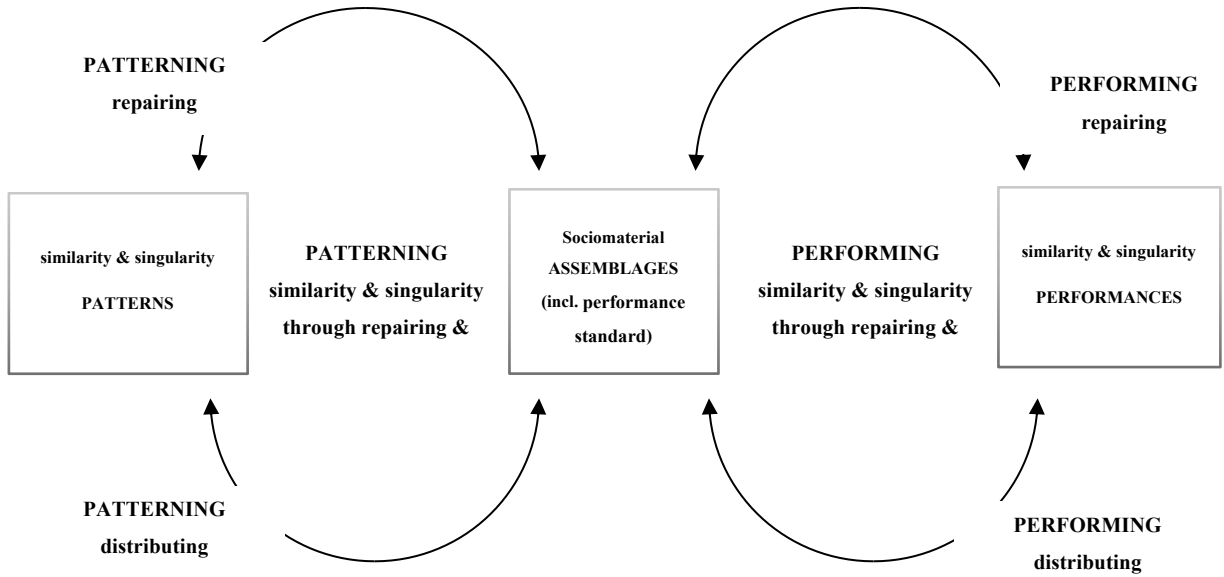 PATTERNING
repairing
PERFORMING
repairing
similarity & singularity
PATTERNS
PATTERNING
similarity & singularity
through repairing &
Sociomaterial
ASSEMBLAGES
(incl. performance
standard)
PERFORMING
similarity & singularity
through repairing &
similarity & singularity
PERFORMANCES
PATTERNING
distributing
PERFORMING
distributing